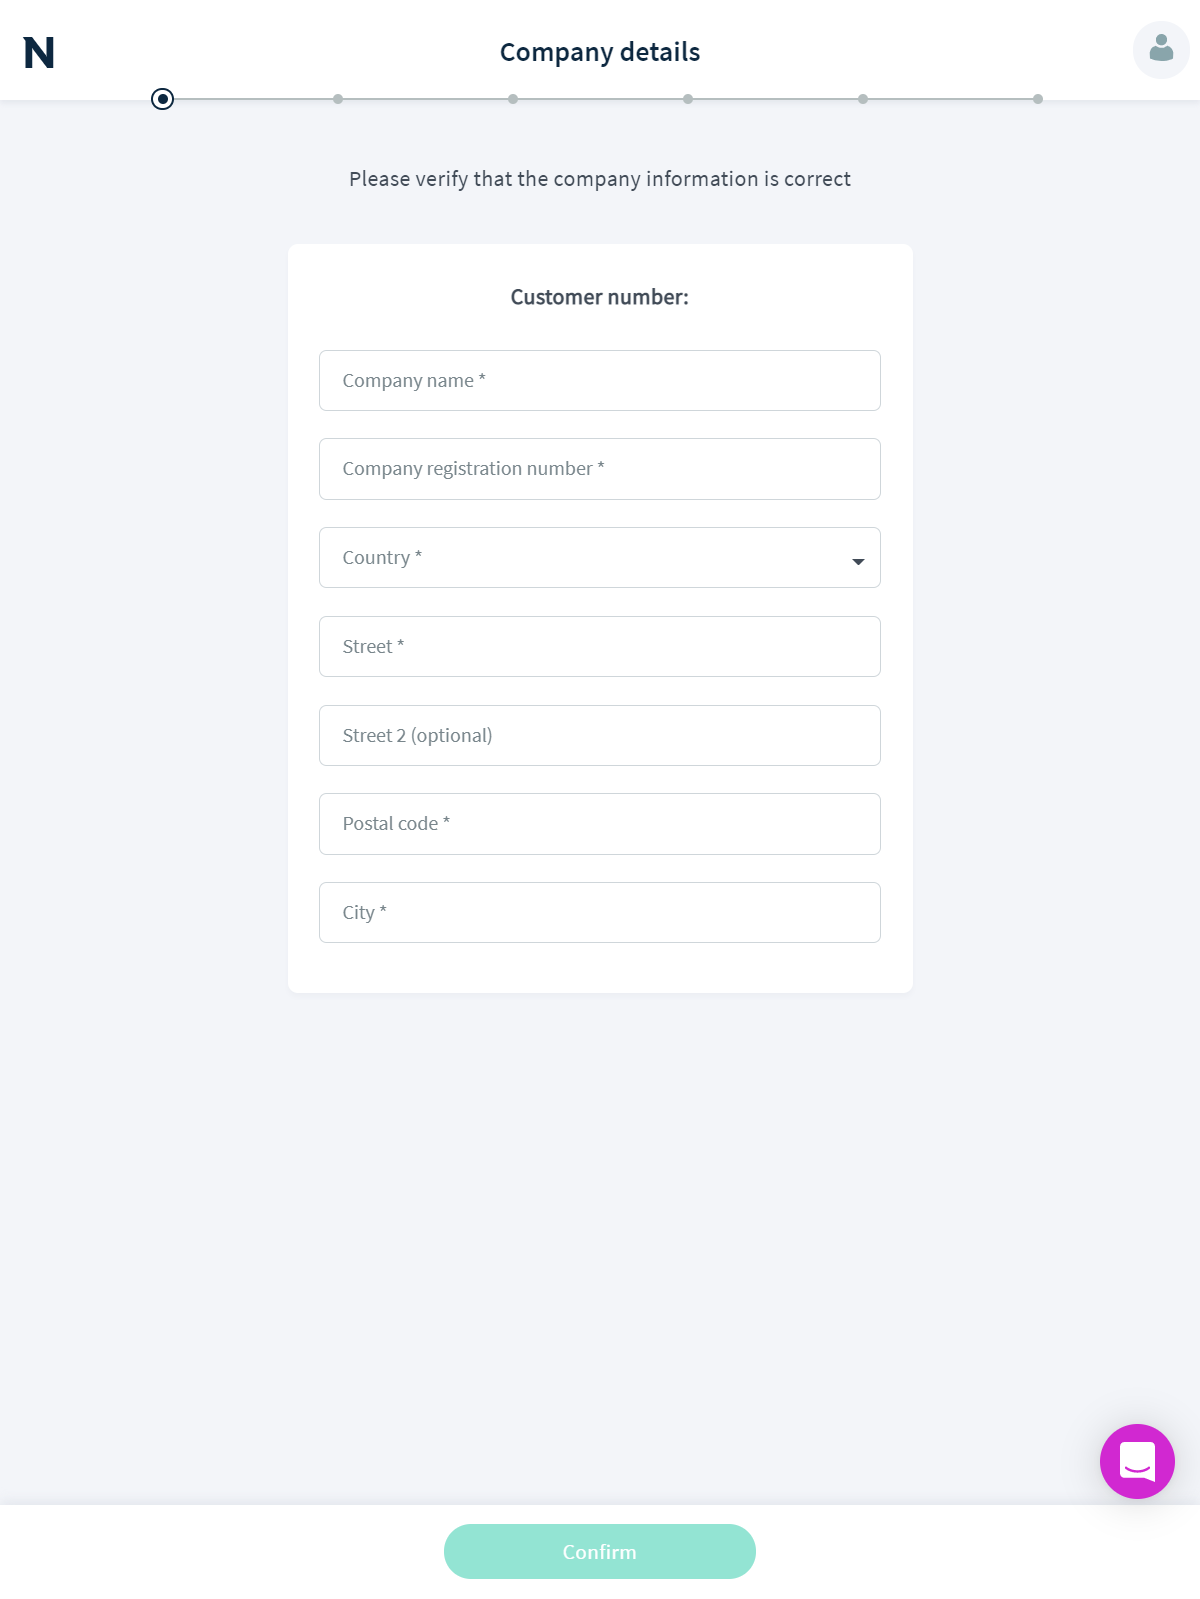 N
Company details
Please verify that the company information is correct
Customer number:
Company name *
Company registration number *
Country *
Street *
Street 2 (optional)
Postal code *
City *
Confirm